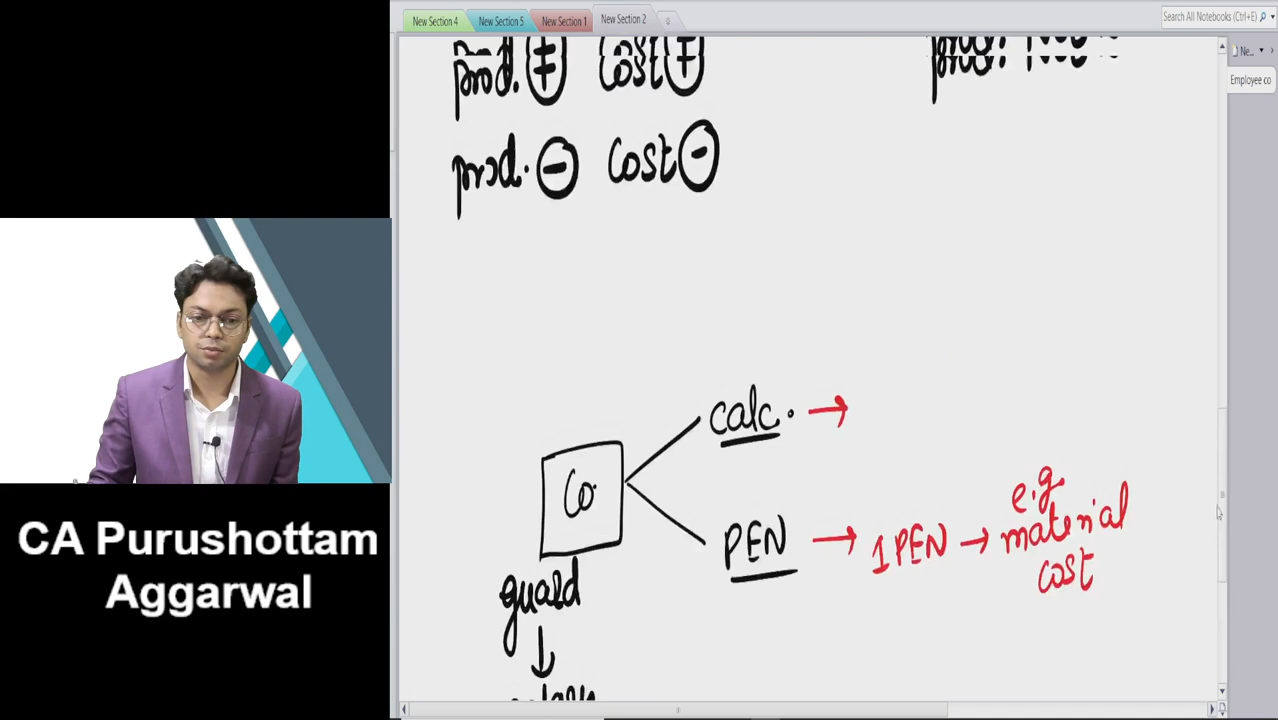 New Section 4
New Section 5
New Section 1
New Section 2
Search All Notebooks (Ctrl+E)
Ne...
Employee co
prod. + cost +
prod. - cost -
calc. →
Co.
e.g
PEN → 1 PEN → material
cost
guard
↓
CA Purushottam
Aggarwal